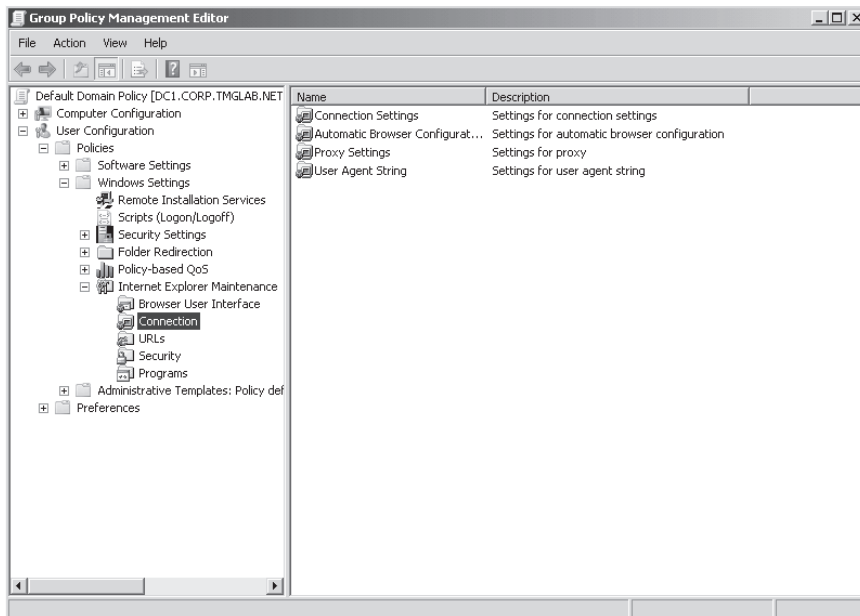 Group Policy Management Editor
File Action View Help
Default Domain Policy [DC1.CORP.TMGLAB.NET
Computer Configuration
User Configuration
Policies
Software Settings
Windows Settings
Remote Installation Services
Scripts (Logon/Logoff)
Security Settings
Folder Redirection
Policy-based QoS
Internet Explorer Maintenance
Browser User Interface
Connection
URLs
Security
Programs
Administrative Templates: Policy def
Preferences
Name Description
Connection Settings Settings for connection settings
Automatic Browser Configurat... Settings for automatic browser configuration
Proxy Settings Settings for proxy
User Agent String Settings for user agent string